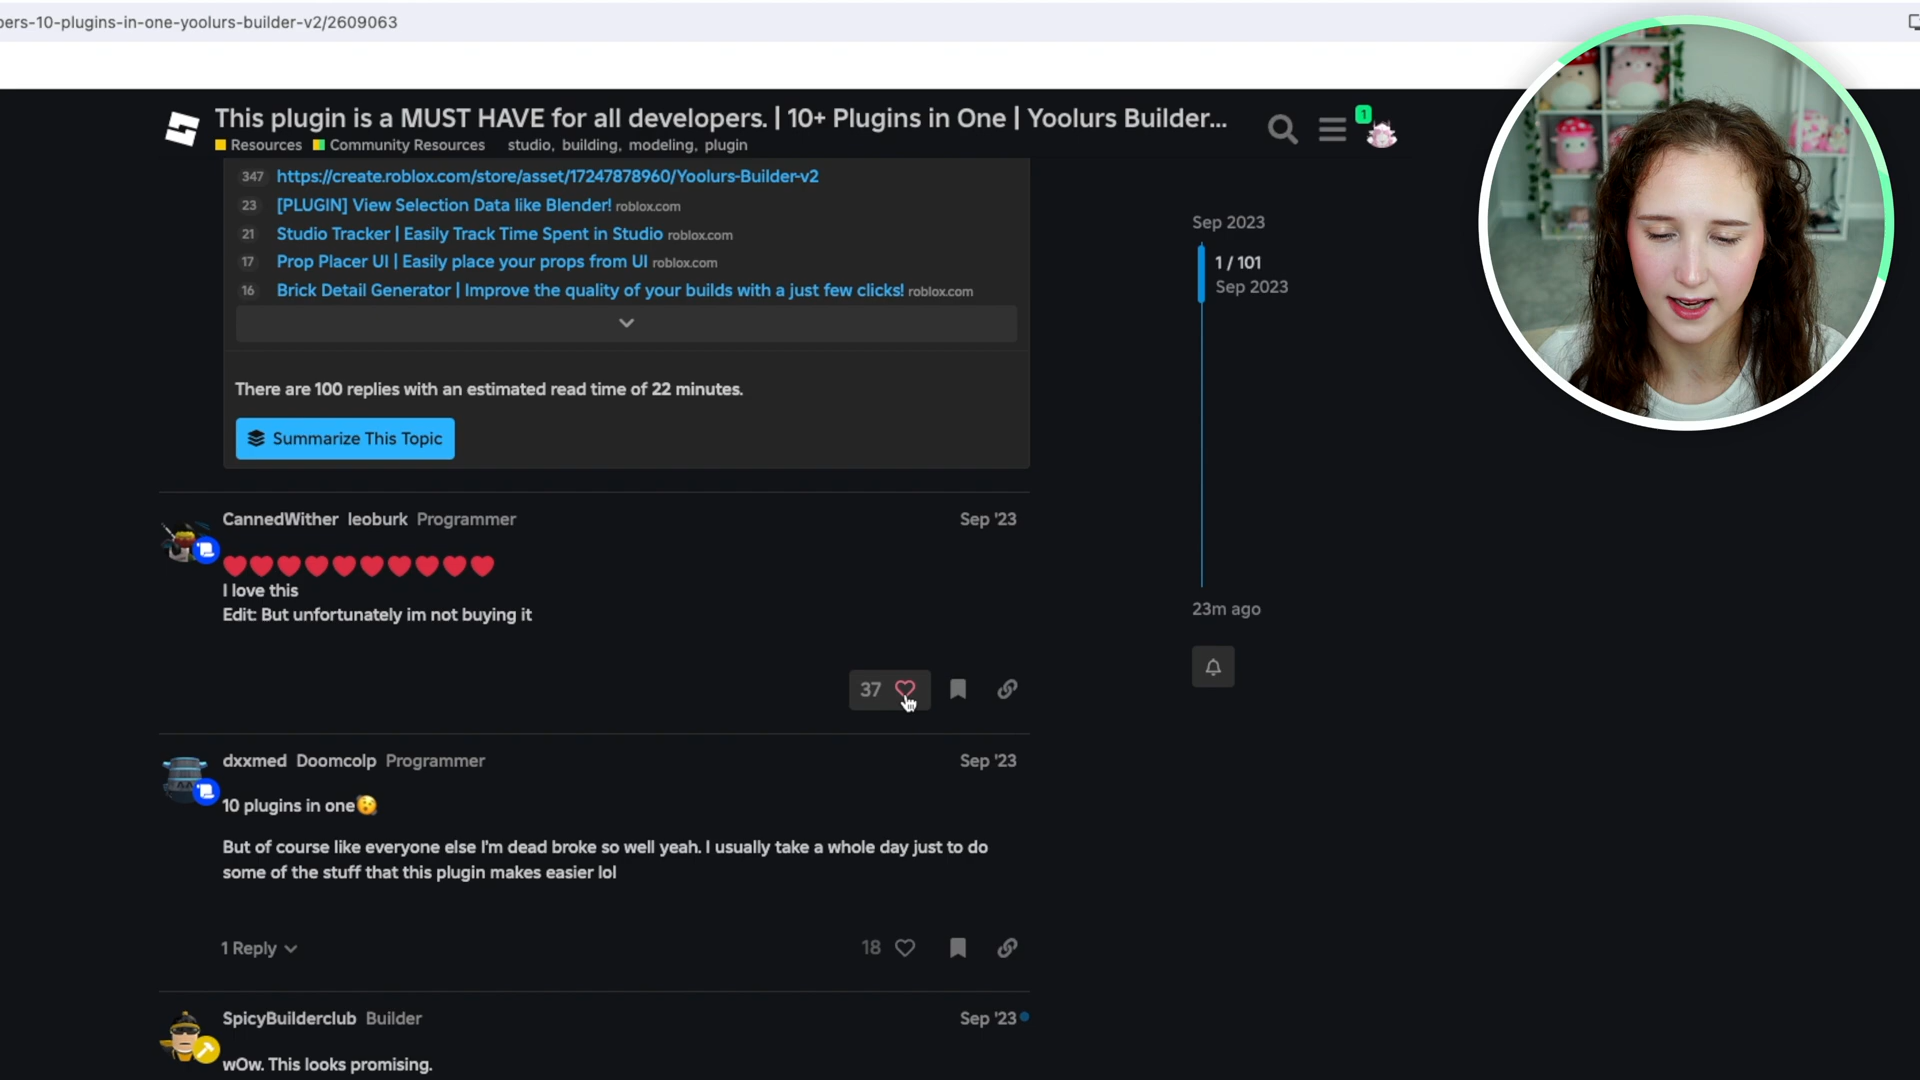 bers-10-plugins-in-one-yoolurs-builder-v2/2609063
This plugin is a MUST HAVE for all developers. | 10+ Plugins in One | Yoolurs Builder...
Resources Community Resources studio, building, modeling, plugin
1
347 https://create.roblox.com/store/asset/17247878960/Yoolurs-Builder-v2
23 [PLUGIN] View Selection Data like Blender! roblox.com
21 Studio Tracker | Easily Track Time Spent in Studio roblox.com
17 Prop Placer UI | Easily place your props from UI roblox.com
16 Brick Detail Generator | Improve the quality of your builds with a just few clicks! roblox.com
There are 100 replies with an estimated read time of 22 minutes.
Summarize This Topic
Sep 2023
1 / 101
Sep 2023
23m ago
CannedWither leoburk Programmer Sep '23
I love this
Edit: But unfortunately im not buying it
37
dxxmed Doomcolp Programmer Sep '23
10 plugins in one
But of course like everyone else I'm dead broke so well yeah. I usually take a whole day just to do
some of the stuff that this plugin makes easier lol
1 Reply 18
SpicyBuilderclub Builder Sep '23
wOw. This looks promising.